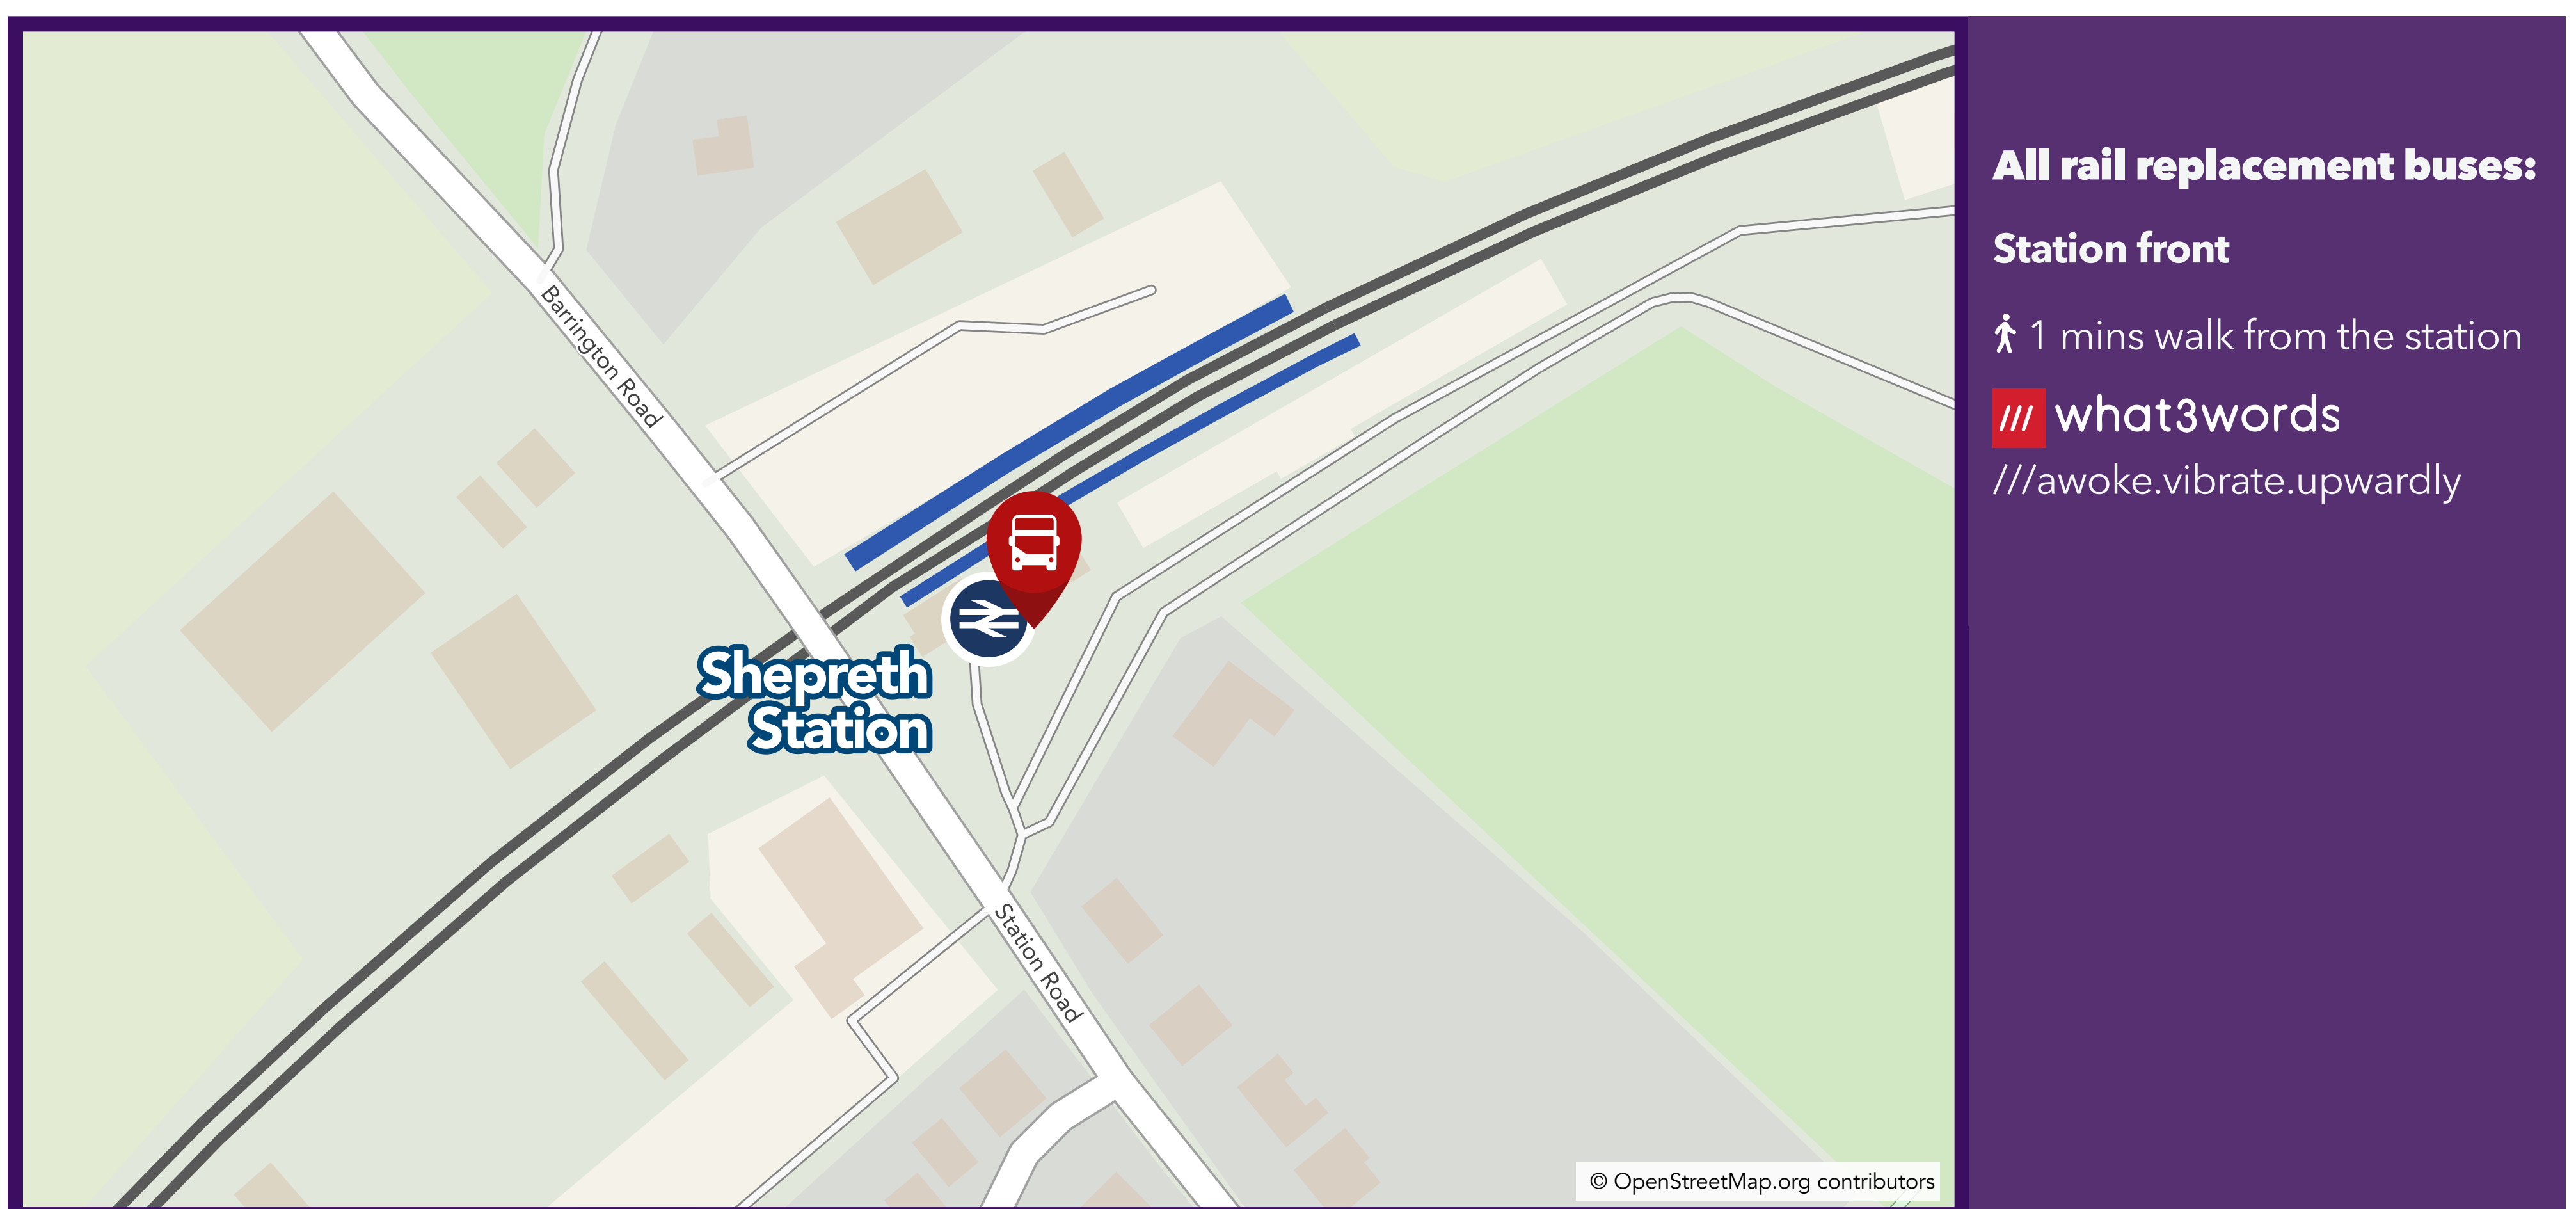 Barrington Road
Shepreth
Station
Station Road
© OpenStreetMap.org contributors
All rail replacement buses:
Station front
1 mins walk from the station
/// what3words
///awoke.vibrate.upwardly